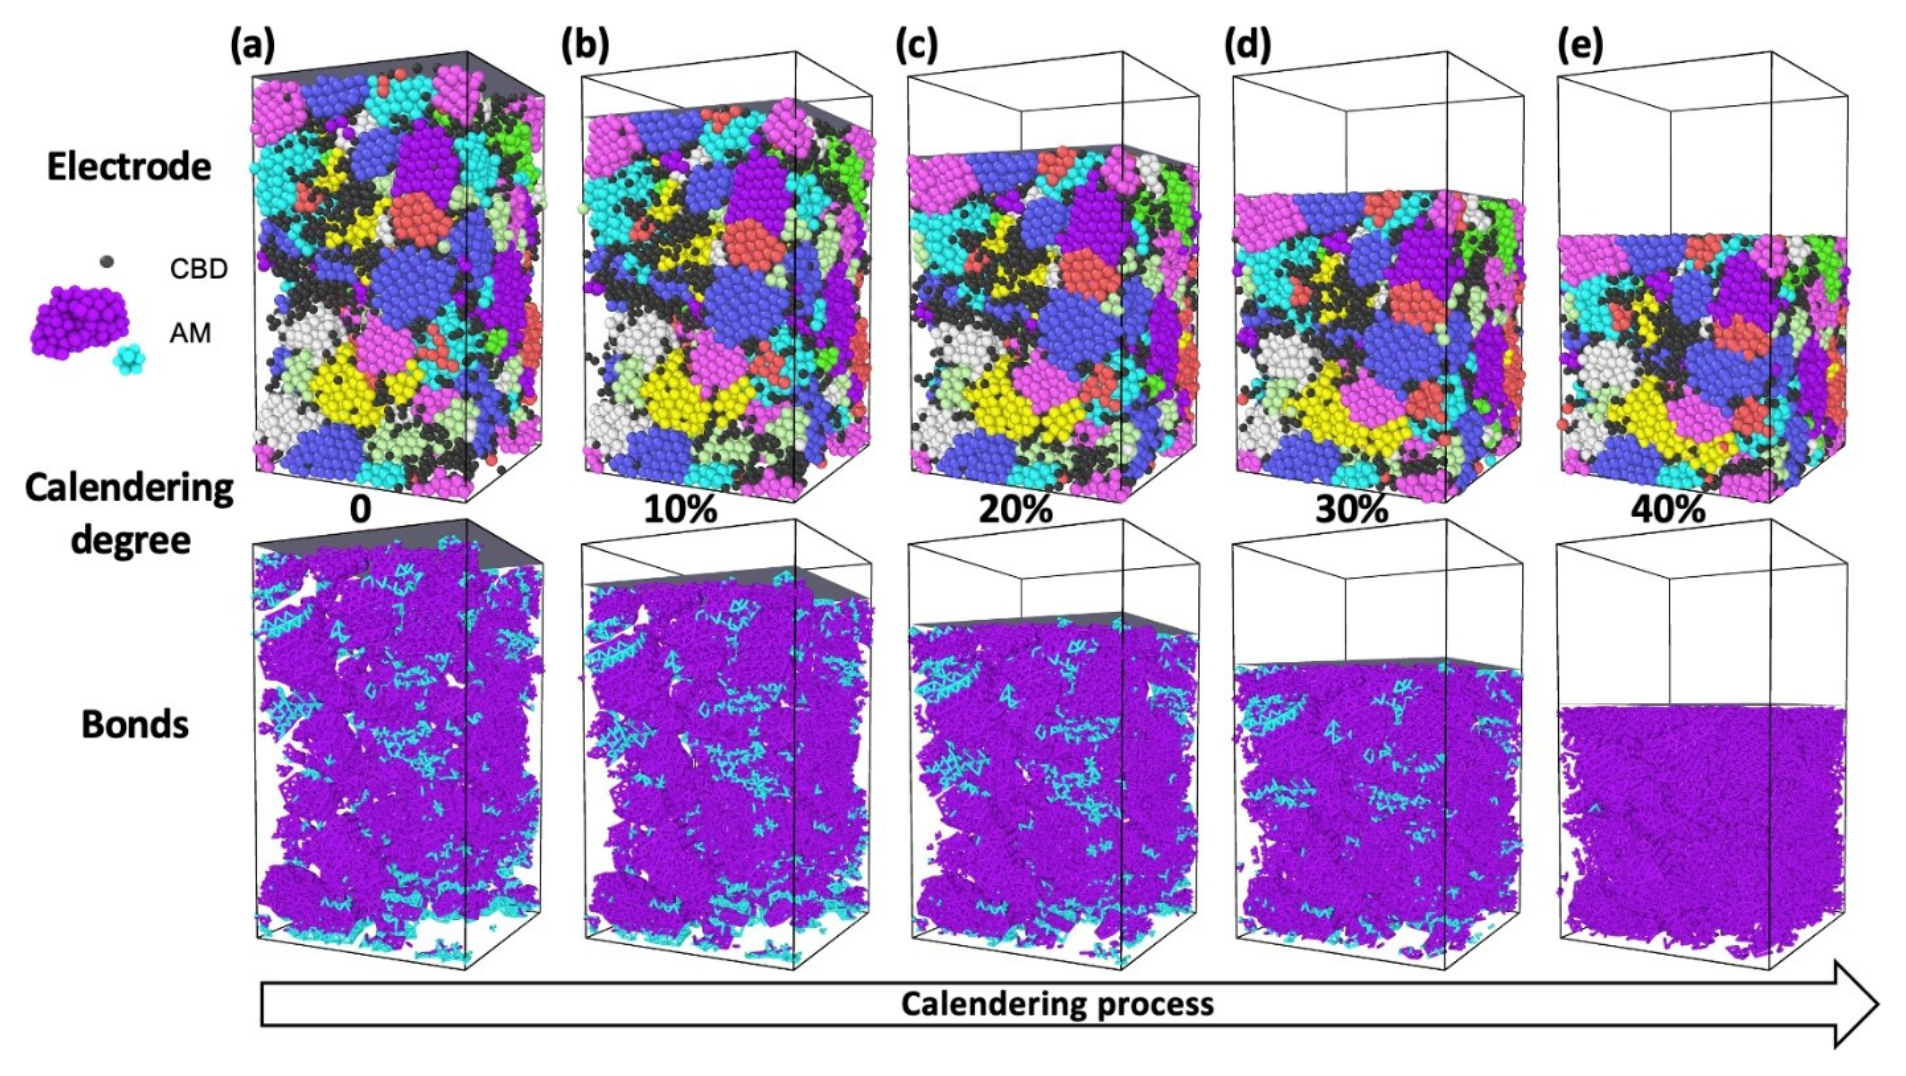 (a)
(b)
(c)
(d)
(e)
Electrode
CBD
AM
Calendering
degree
0
10%
20%
30%
40%
Bonds
Calendering process